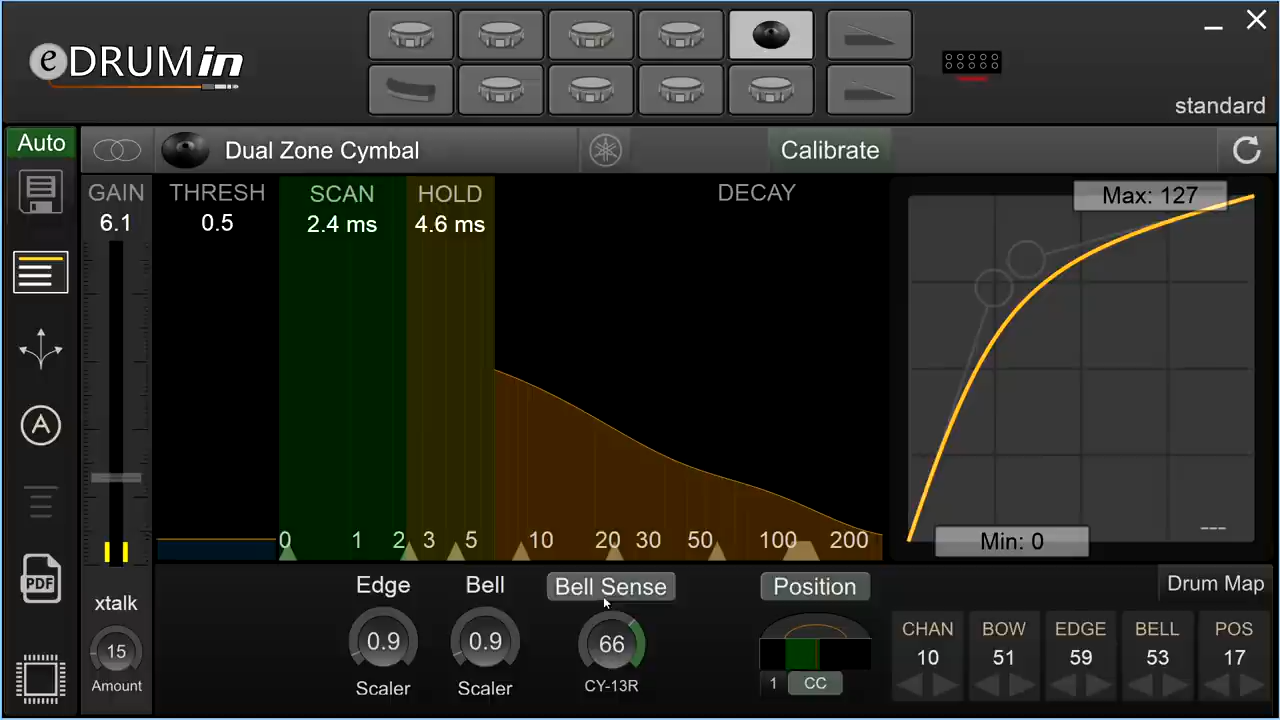 eDRUMin
standard
Auto
Dual Zone Cymbal
Calibrate
GAIN
6.1
THRESH
0.5
SCAN
2.4 ms
HOLD
4.6 ms
DECAY
Max: 127
0 1 2 3 5 10 20 30 50 100 200
---
Min: 0
A
PDF
xtalk
15
Amount
Edge
0.9
Scaler
Bell
0.9
Scaler
Bell Sense
66
CY-13R
Position
1 CC
Drum Map
CHAN BOW EDGE BELL POS
10 51 59 53 17